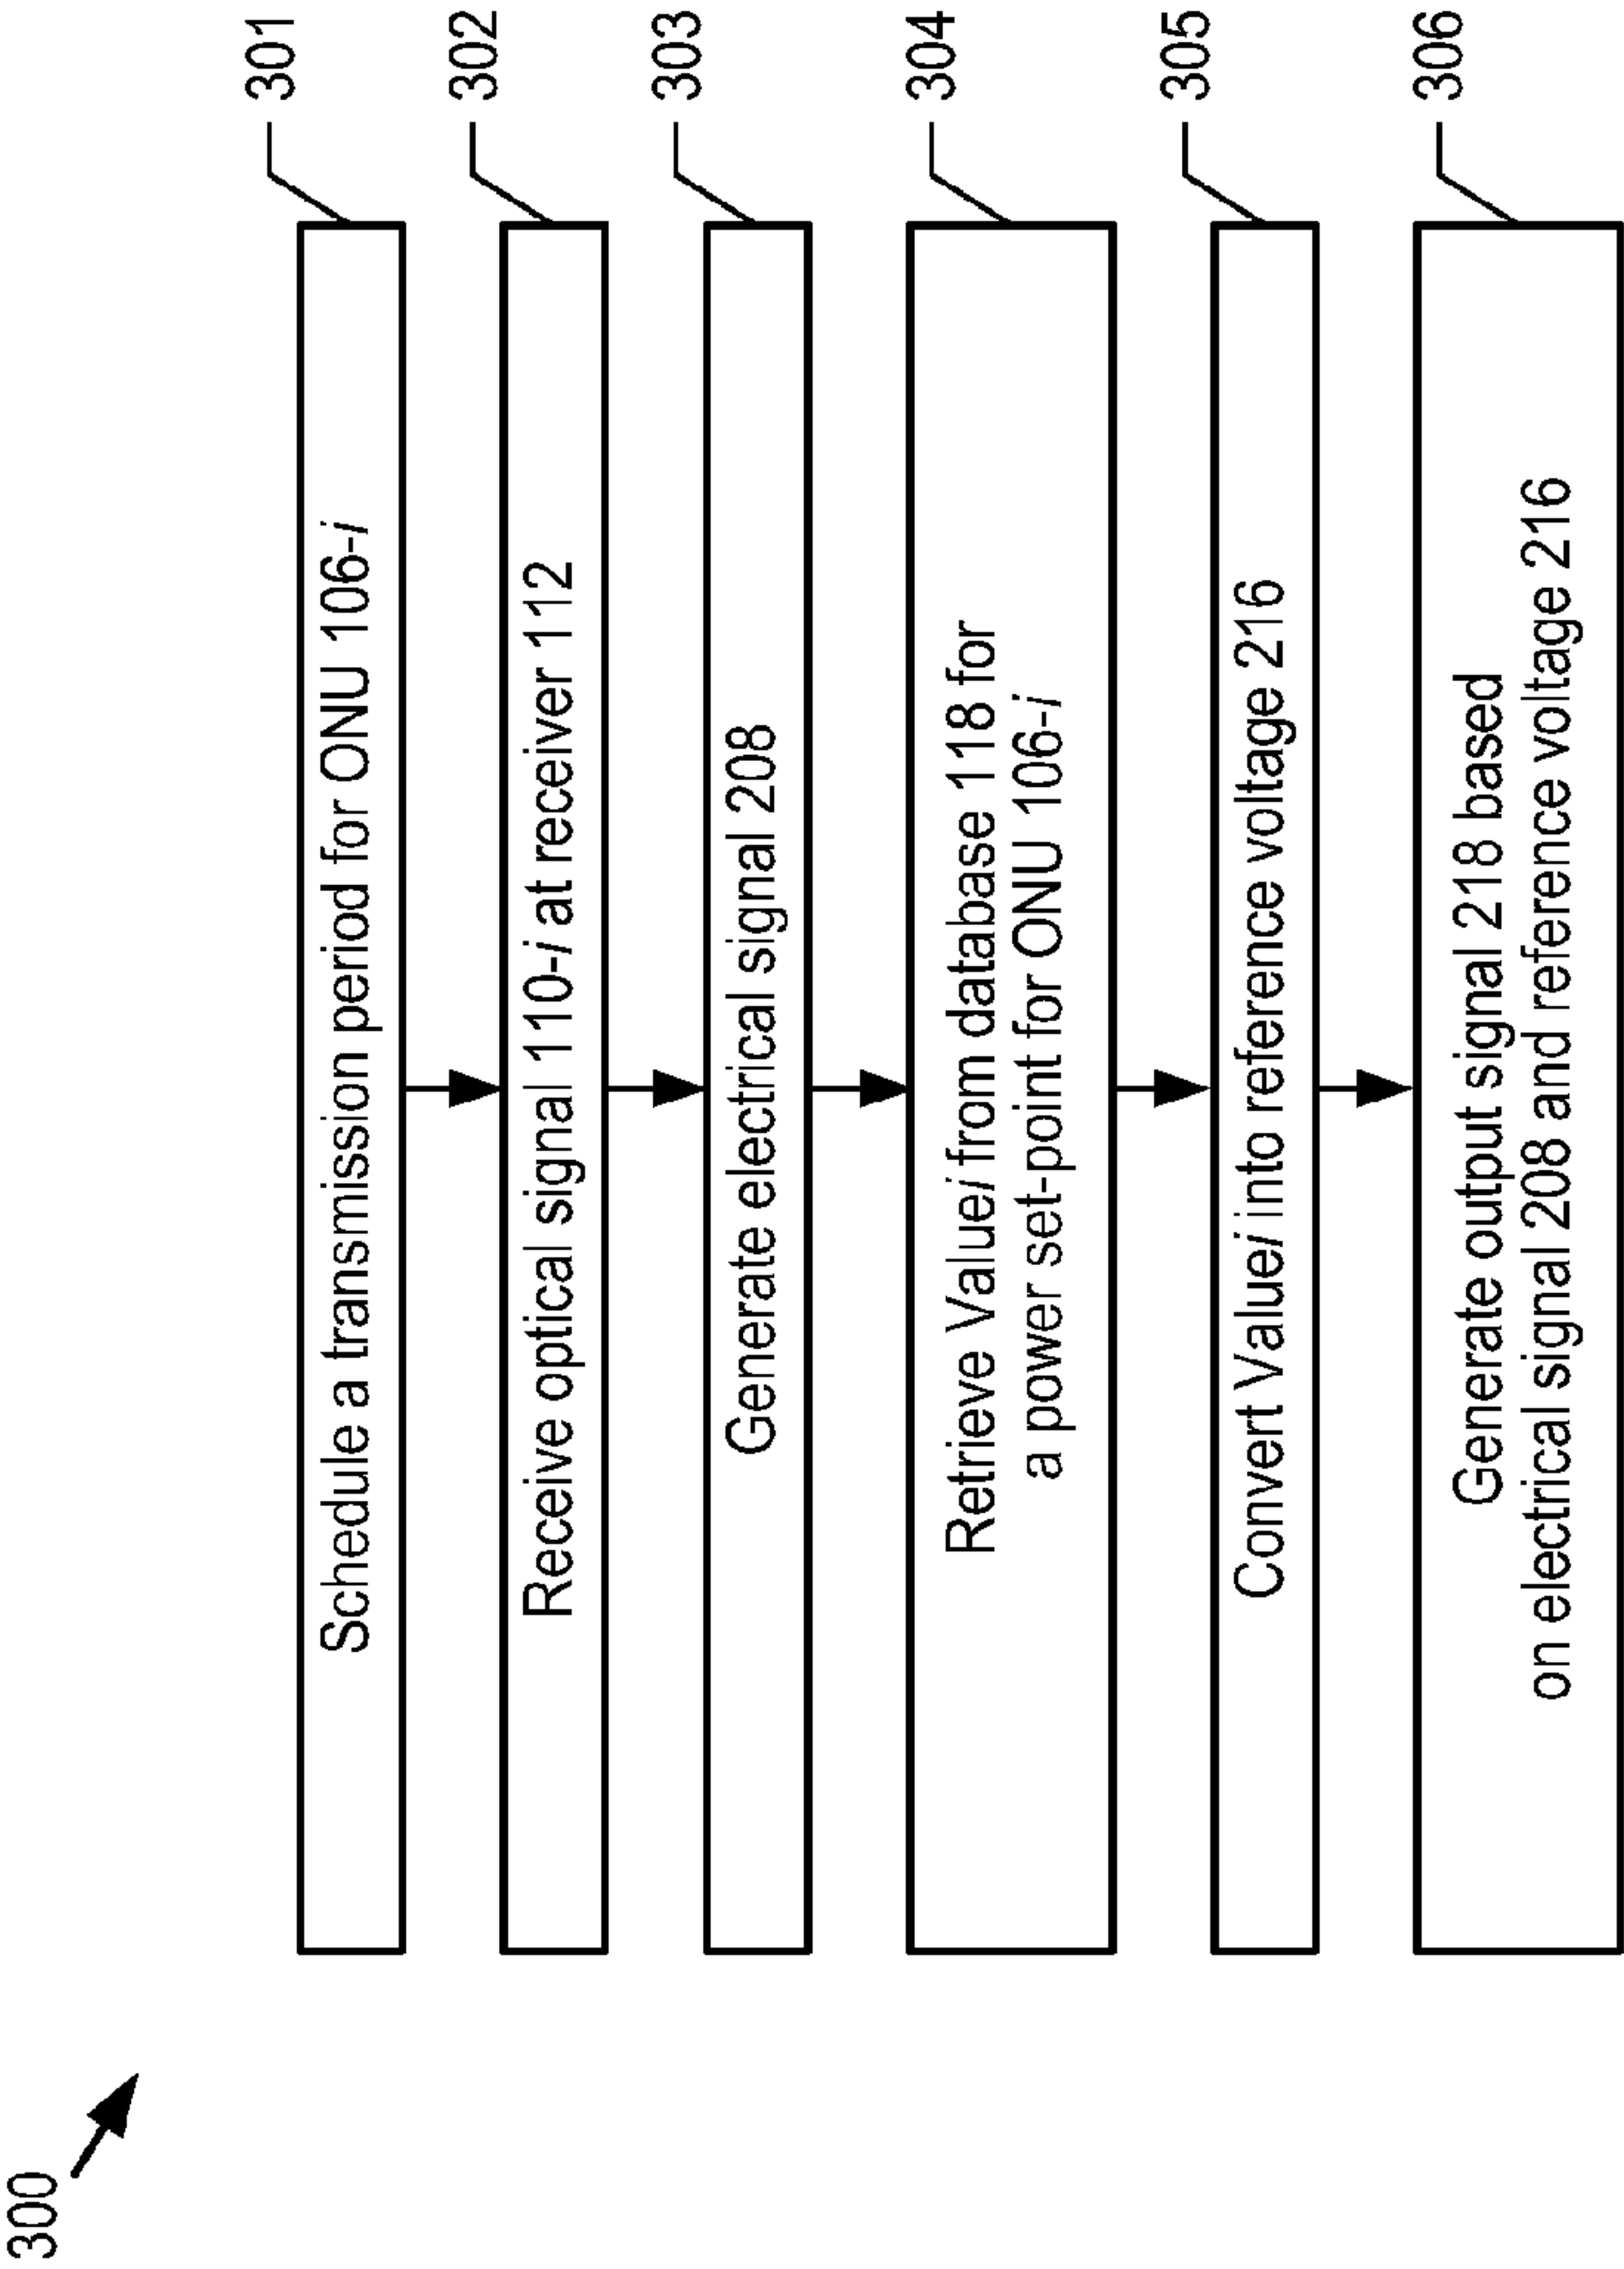 300
Schedule a transmission period for ONU 106-i
301
Receive optical signal 110-i at receiver 112
302
Generate electrical signal 208
303
Retrieve Valuei from database 118 for
a power set-point for ONU 106-i
304
Convert Valuei into reference voltage 216
305
Generate output signal 218 based
on electrical signal 208 and reference voltage 216
306